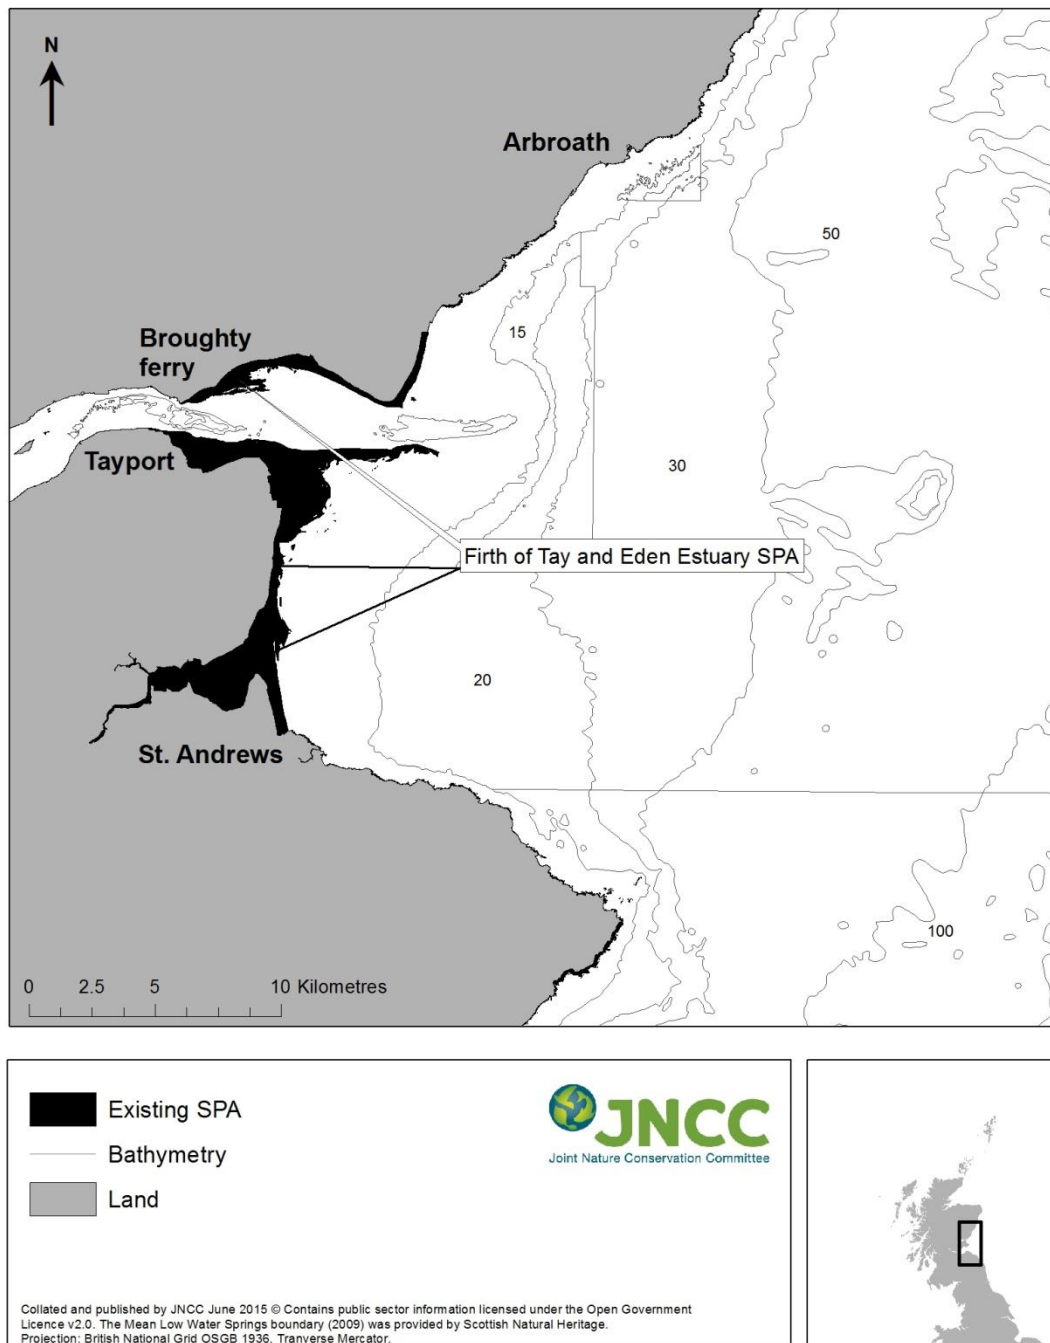 N
Arbroath
50
15
Broughty
ferry
Tayport
30
Firth of Tay and Eden Estuary SPA
20
St. Andrews
100
0 2.5 5 10 Kilometres
Existing SPA
Bathymetry
Land
JNCC
Joint Nature Conservation Committee
Collated and published by JNCC June 2015 © Contains public sector information licensed under the Open Government
Licence v2.0. The Mean Low Water Springs boundary (2009) was provided by Scottish Natural Heritage.
Projection: British National Grid OSGB 1936, Tranverse Mercator.